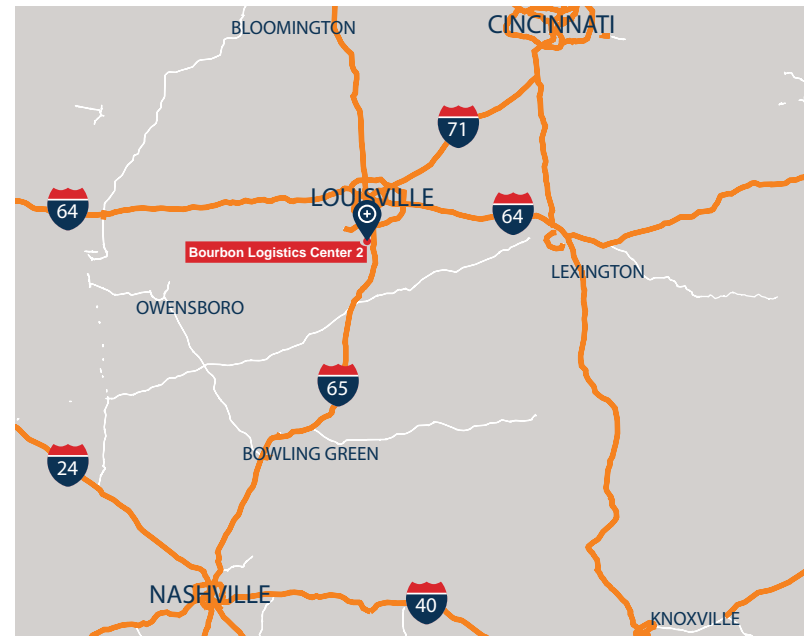 BLOOMINGTON
CINCINNATI
71
64
LOUISVILLE
64
Bourbon Logistics Center 2
LEXINGTON
OWENSBORO
65
BOWLING GREEN
24
NASHVILLE
40
KNOXVILLE